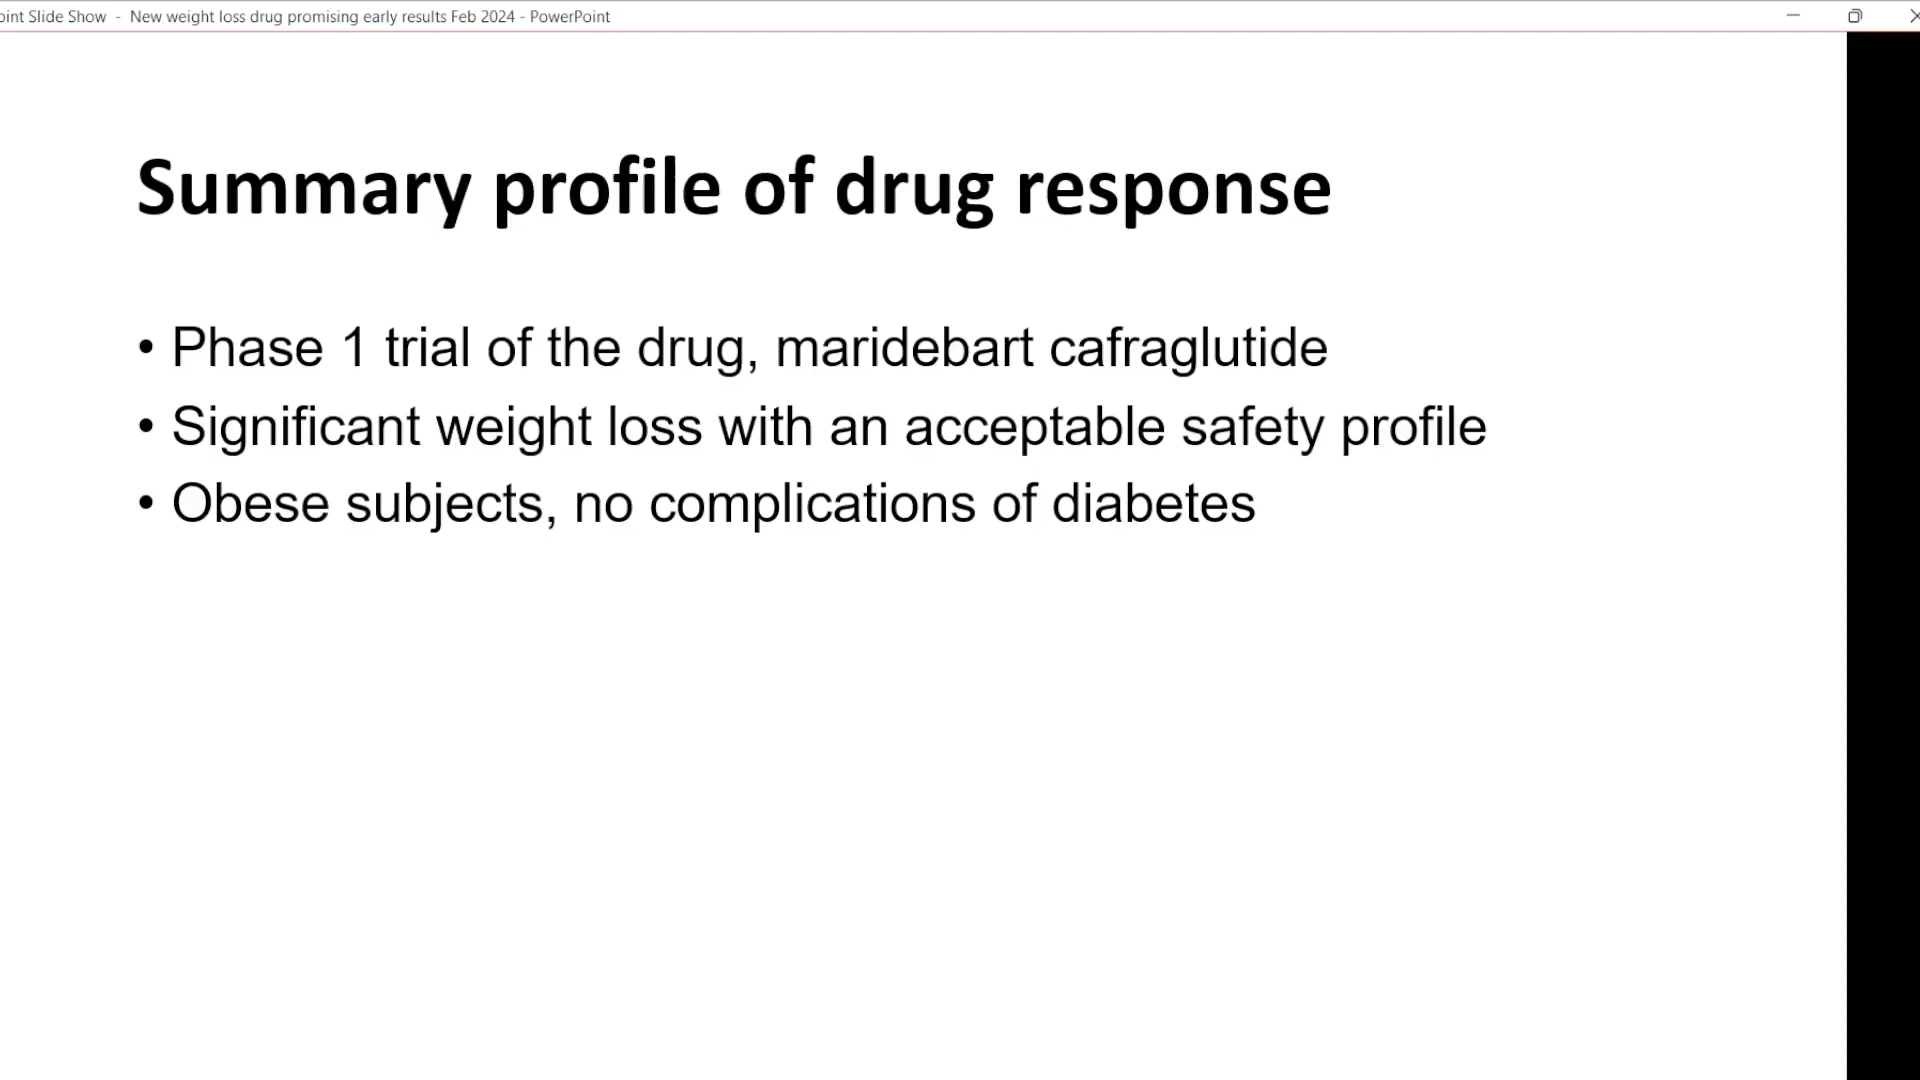 oint Slide Show - New weight loss drug promising early results Feb 2024 - PowerPoint
Summary profile of drug response
• Phase 1 trial of the drug, maridebart cafraglutide
• Significant weight loss with an acceptable safety profile
• Obese subjects, no complications of diabetes